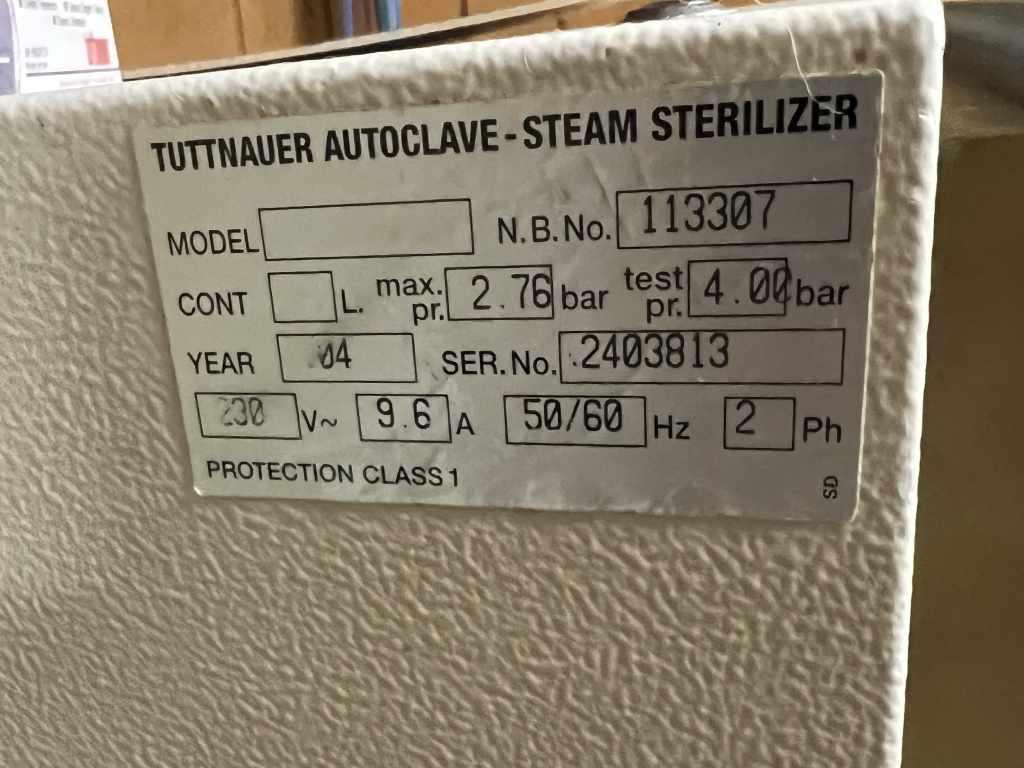 TUTTNAUER AUTOCLAVE - STEAM STERILIZER
MODEL N.B.No. 113307
CONT L. max. pr. 2.76 bar test pr. 4.00 bar
YEAR 04 SER.No. 2403813
230 V~ 9.6 A 50/60 Hz 2 Ph
PROTECTION CLASS 1
SD